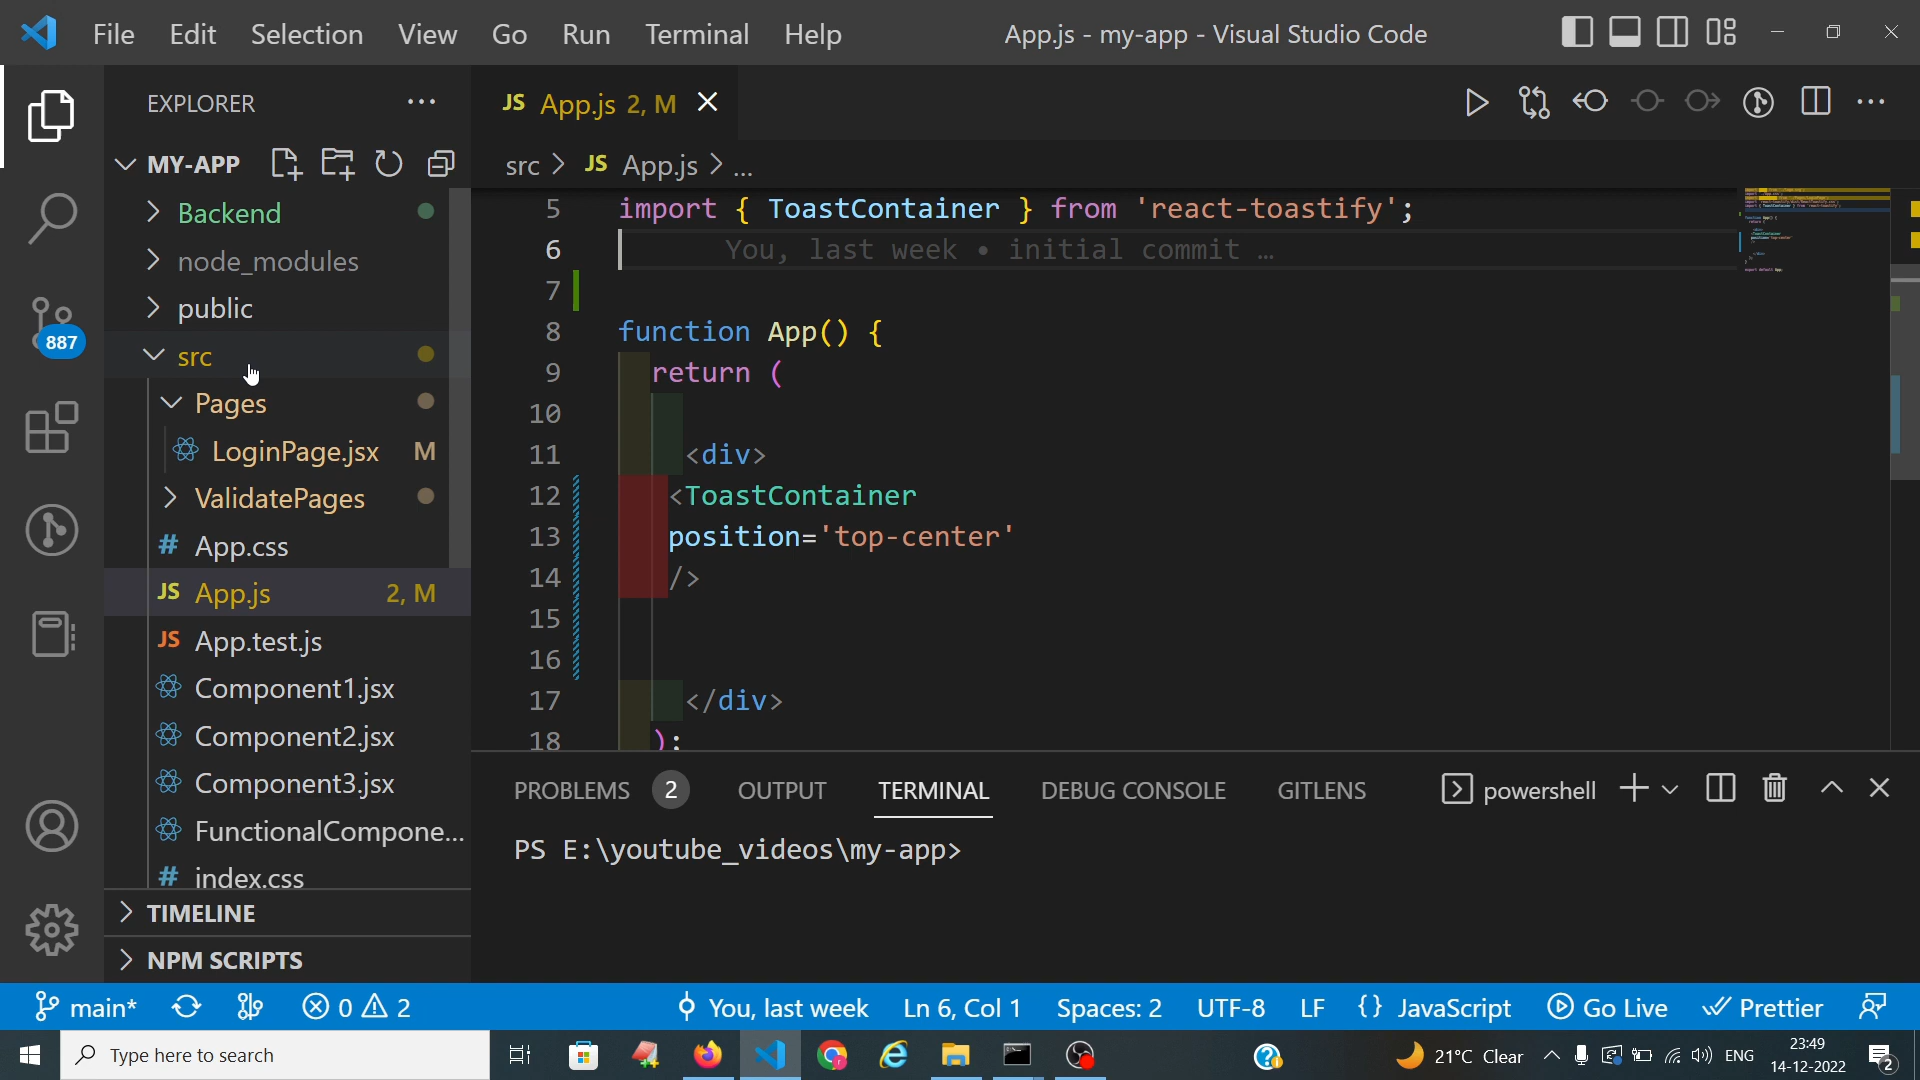 File Edit Selection View Go Run Terminal Help
App.js - my-app - Visual Studio Code
EXPLORER
MY-APP
Backend
node_modules
public
src
Pages
LoginPage.jsx M
ValidatePages
# App.css
JS App.js 2, M
JS App.test.js
Component1.jsx
Component2.jsx
Component3.jsx
FunctionalCompone...
# index.css
TIMELINE
NPM SCRIPTS
887
JS App.js 2, M
src > JS App.js > ...
5 import { ToastContainer } from 'react-toastify';
6 You, last week • initial commit …
7
8 function App() {
9 return (
10
11 <div>
12 <ToastContainer
13 position='top-center'
14 />
15
16
17 </div>
18 );
PROBLEMS 2 OUTPUT TERMINAL DEBUG CONSOLE GITLENS
powershell
PS E:\youtube_videos\my-app>
main* 0 2 You, last week Ln 6, Col 1 Spaces: 2 UTF-8 LF {} JavaScript Go Live Prettier
Type here to search
21°C Clear
ENG
23:49
14-12-2022
2